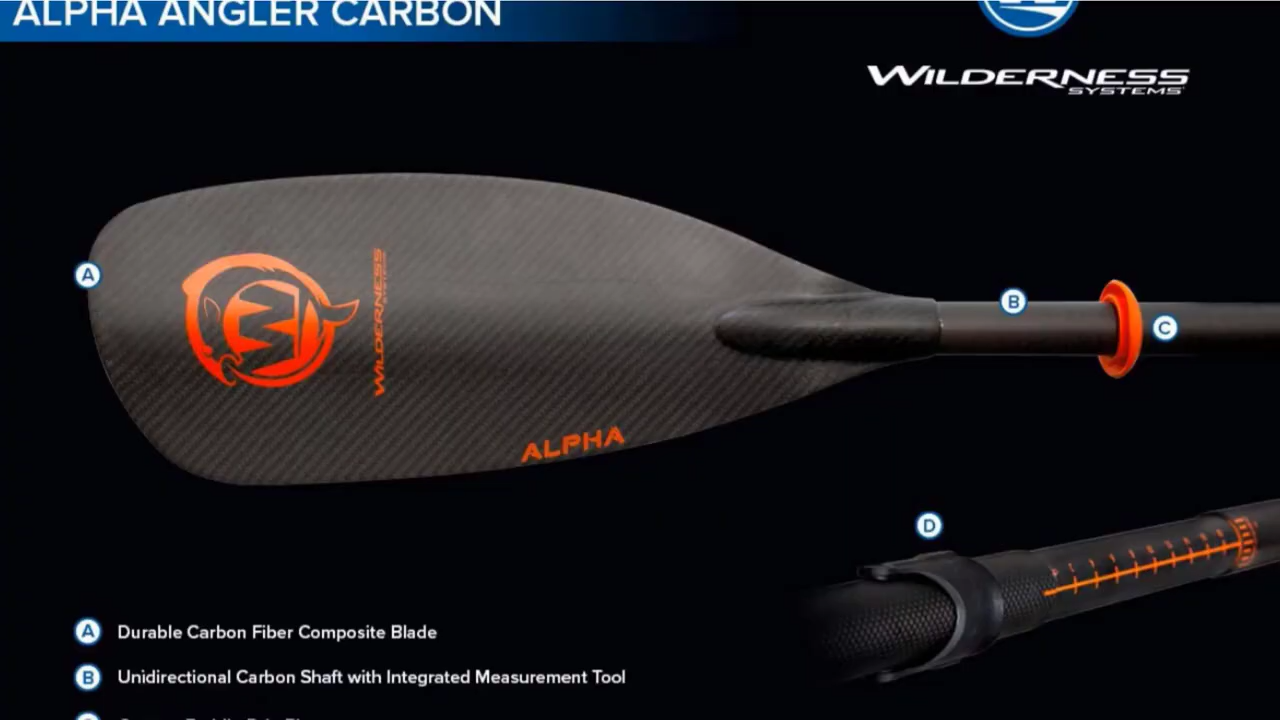 ALPHA ANGLER CARBON
WILDERNESS
SYSTEMS
A
WILDERNESS
ALPHA
B
C
D
A Durable Carbon Fiber Composite Blade
B Unidirectional Carbon Shaft with Integrated Measurement Tool